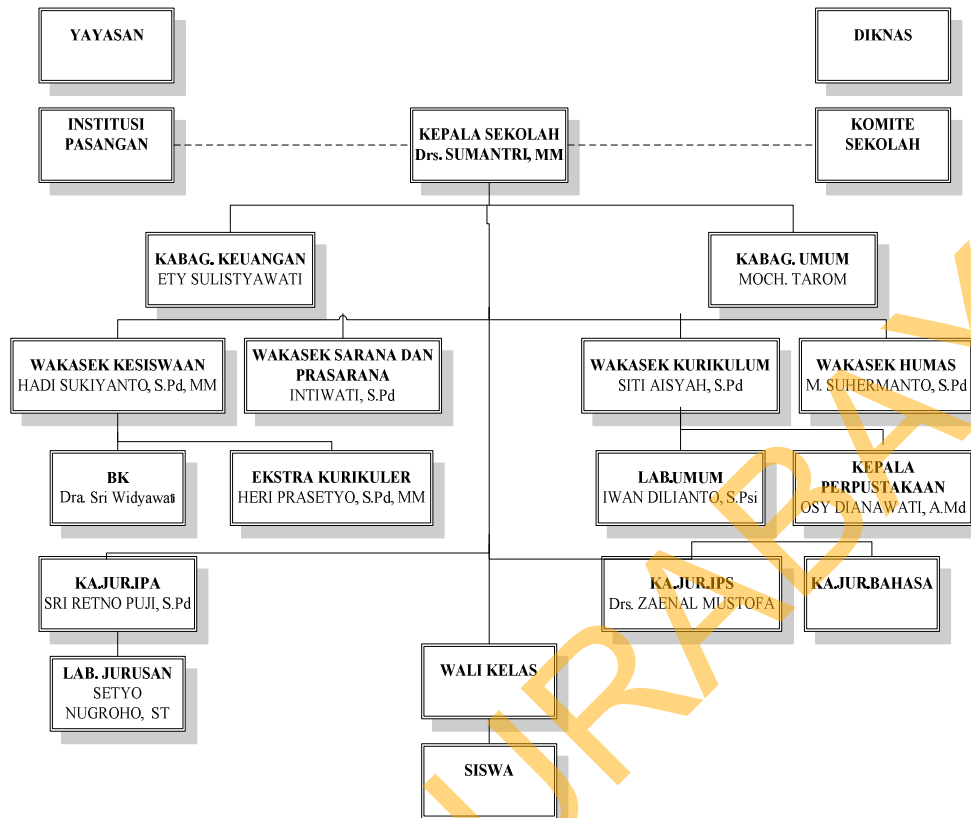 YAYASAN
DIKNAS
INSTITUSI
PASANGAN
KEPALA SEKOLAH
Drs. SUMANTRI, MM
KOMITE
SEKOLAH
KABAG. KEUANGAN
ETY SULISTYAWATI
KABAG. UMUM
MOCH. TAROM
WAKASEK KESISWAAN
HADI SUKIYANTO, S.Pd, MM
WAKASEK SARANA DAN
PRASARANA
INTIWATI, S.Pd
WAKASEK KURIKULUM
SITI AISYAH, S.Pd
WAKASEK HUMAS
M. SUHERMANTO, S.Pd
BK
Dra. Sri Widyawati
EKSTRA KURIKULER
HERI PRASETYO, S.Pd, MM
LAB.UMUM
IWAN DILIANTO, S.Psi
KEPALA
PERPUSTAKAAN
OSY DIANAWATI, A.Md
KA.JUR.IPA
SRI RETNO PUJI, S.Pd
KA.JUR.IPS
Drs. ZAENAL MUSTOFA
KA.JUR.BAHASA
LAB. JURUSAN
SETYO
NUGROHO, ST
WALI KELAS
SISWA
URABAY